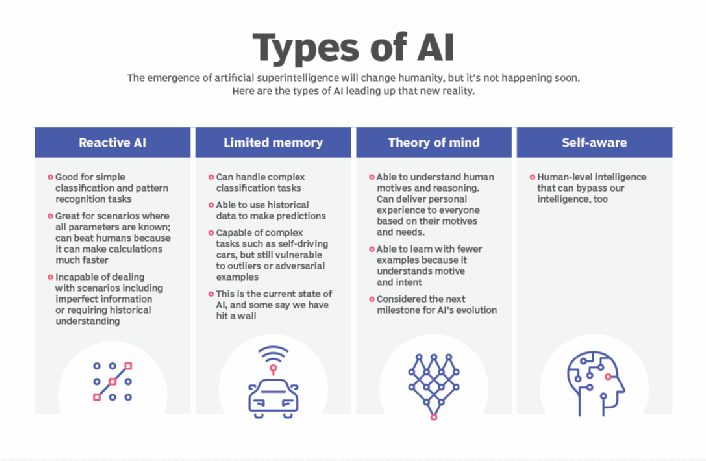 Types of AI
The emergence of artificial superintelligence will change humanity, but it's not happening soon.
Here are the types of AI leading up that new reality.
Reactive AI
Good for simple
classification and pattern
recognition tasks
Great for scenarios where
all parameters are known;
can beat humans because
it can make calculations
much faster
Incapable of dealing
with scenarios including
imperfect information
or requiring historical
understanding
Limited memory
Can handle complex
classification tasks
Able to use historical
data to make predictions
Capable of complex
tasks such as self-driving
cars, but still vulnerable
to outliers or adversarial
examples
This is the current state of
AI, and some say we have
hit a wall
Theory of mind
Able to understand human
motives and reasoning.
Can deliver personal
experience to everyone
based on their motives
and needs.
Able to learn with fewer
examples because it
understands motive
and intent
Considered the next
milestone for AI's evolution
Self-aware
Human-level intelligence
that can bypass our
intelligence, too